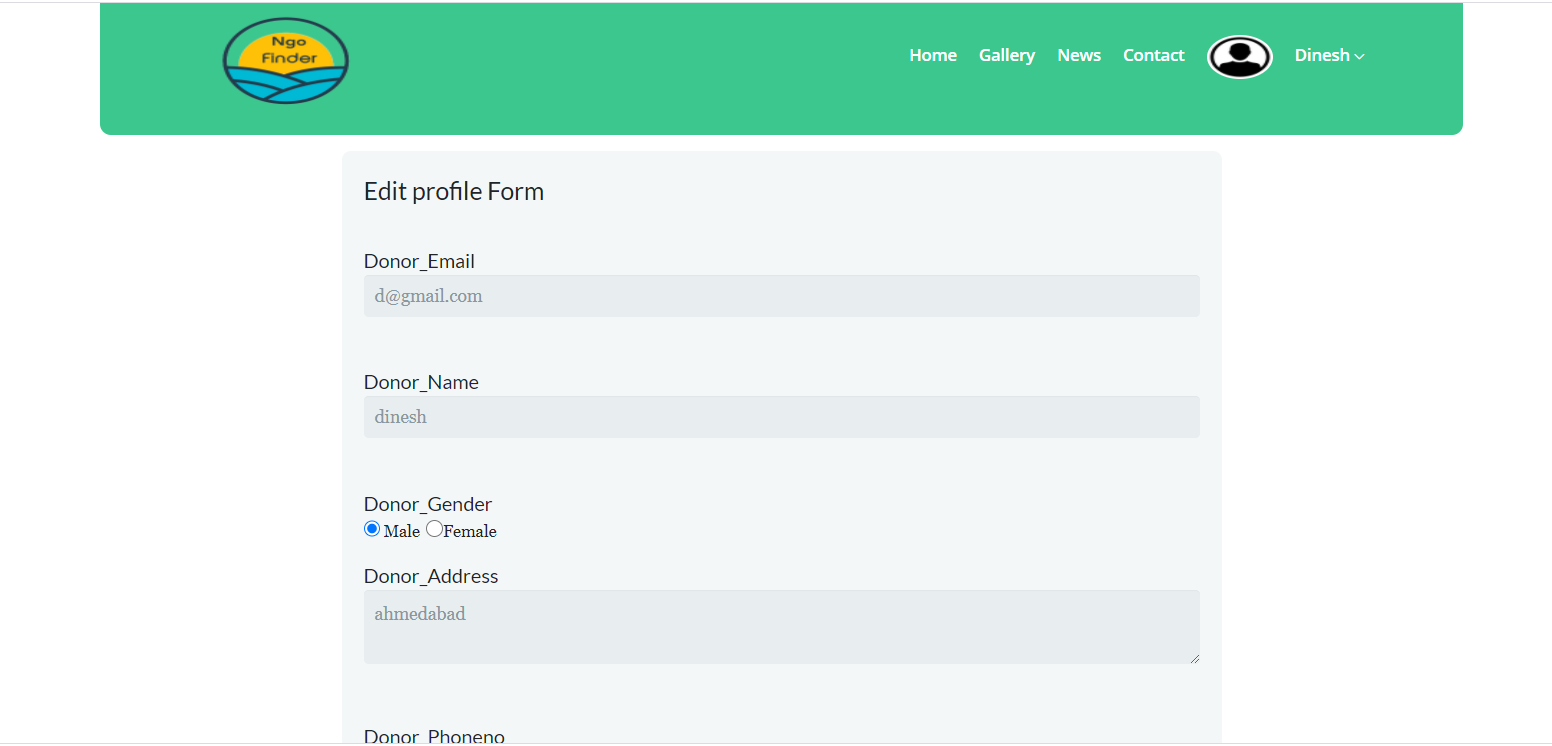 Ngo
Finder
Home Gallery News Contact Dinesh
Edit profile Form
Donor_Email
d@gmail.com
Donor_Name
dinesh
Donor_Gender
Male Female
Donor_Address
ahmedabad
Donor_Phoneno